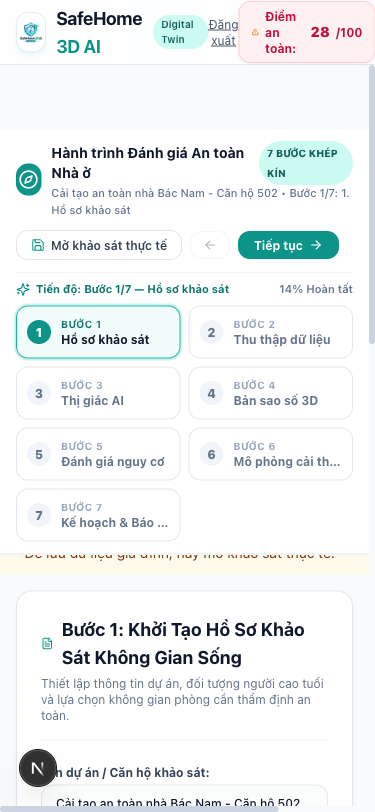 SafeHome
3D AI
Digital
Twin
Đăng
xuất
Điểm
an
toàn:
28 /100
Hành trình Đánh giá An toàn
Nhà ở
7 BƯỚC KHÉP
KÍN
Cải tạo an toàn nhà Bác Nam - Căn hộ 502 • Bước 1/7: 1.
Hồ sơ khảo sát
Mở khảo sát thực tế
Tiếp tục
Tiến độ: Bước 1/7 — Hồ sơ khảo sát
14% Hoàn tất
1
BƯỚC 1
Hồ sơ khảo sát
2
BƯỚC 2
Thu thập dữ liệu
3
BƯỚC 3
Thị giác AI
4
BƯỚC 4
Bản sao số 3D
5
BƯỚC 5
Đánh giá nguy cơ
6
BƯỚC 6
Mô phỏng cải th...
7
BƯỚC 7
Kế hoạch & Báo ...
Để lưu dữ liệu gia đình, hãy mở khảo sát thực tế.
Bước 1: Khởi Tạo Hồ Sơ Khảo
Sát Không Gian Sống
Thiết lập thông tin dự án, đối tượng người cao tuổi
và lựa chọn không gian phòng cần thẩm định an
toàn.
N
n dự án / Căn hộ khảo sát:
Cải tạo an toàn nhà Bác Nam - Căn hộ 502